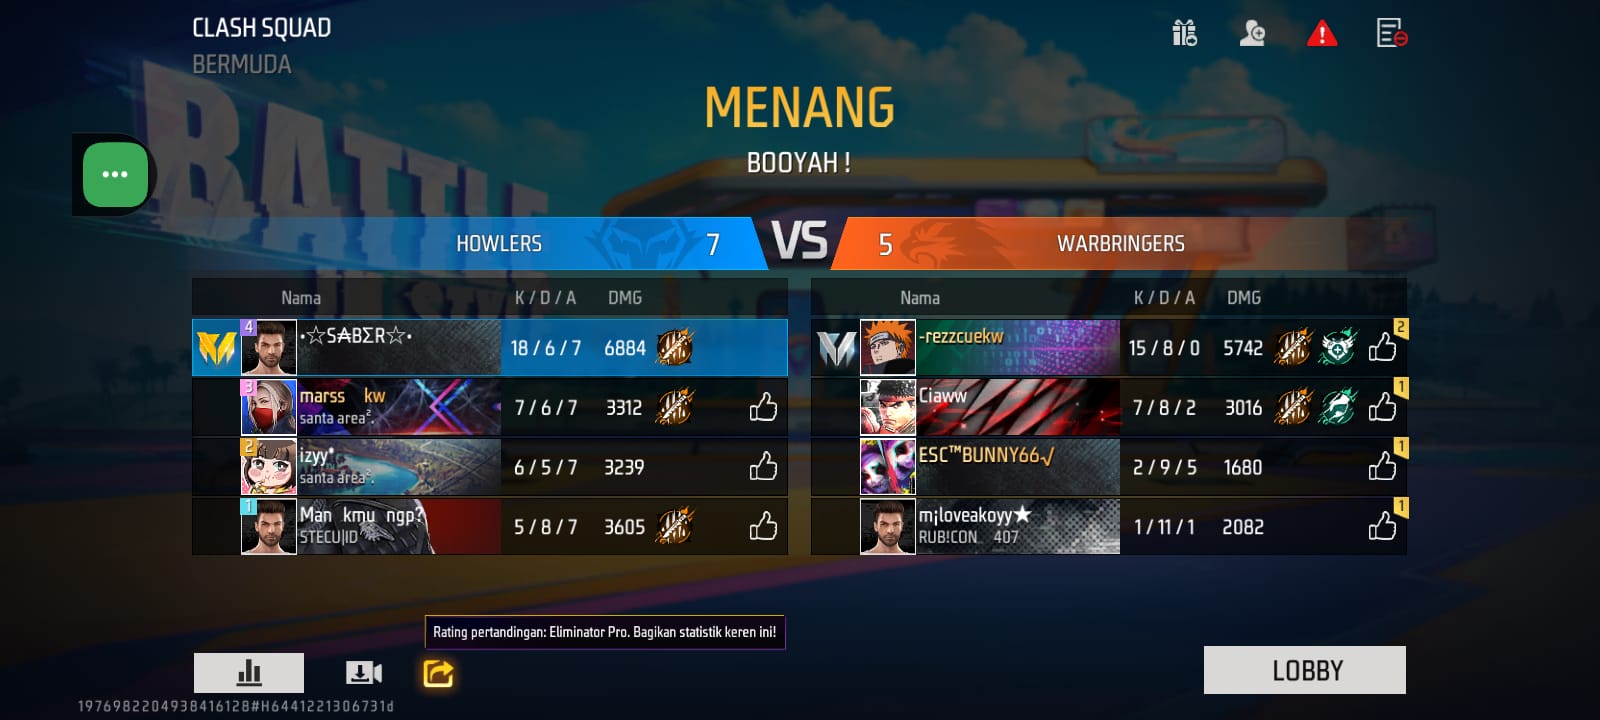 CLASH SQUAD
BERMUDA
MENANG
BOOYAH !
HOWLERS 7 VS 5 WARBRINGERS
Nama K / D / A DMG
4 •☆S₳BΣR☆• 18 / 6 / 7 6884
3 marss kw 7 / 6 / 7 3312
santa area².
2 izyy* 6 / 5 / 7 3239
santa area².
1 Man kmu ngp? 5 / 8 / 7 3605
STECU|ID
Nama K / D / A DMG
-rezzcuekw 15 / 8 / 0 5742 2
Ciaww 7 / 8 / 2 3016 1
ESC™BUNNY66√ 2 / 9 / 5 1680 1
m¡loveakoyy★ 1 / 11 / 1 2082 1
RUB!CON 407
Rating pertandingan: Eliminator Pro. Bagikan statistik keren ini!
LOBBY
1976982204938416128#H6441221306731d